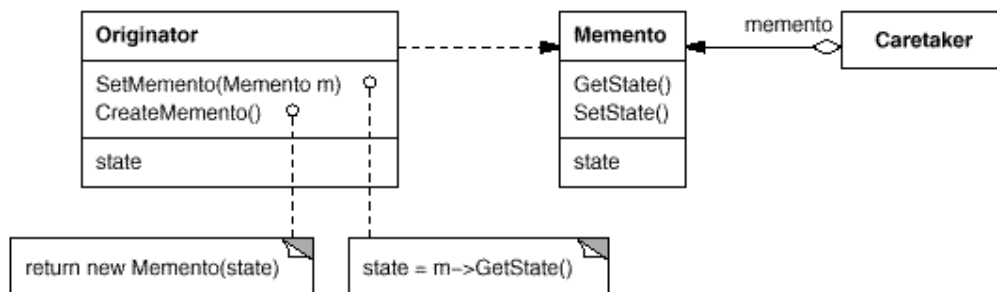 Originator
SetMemento(Memento m)
CreateMemento()
state
Memento
GetState()
SetState()
state
memento
Caretaker
return new Memento(state)
state = m->GetState()